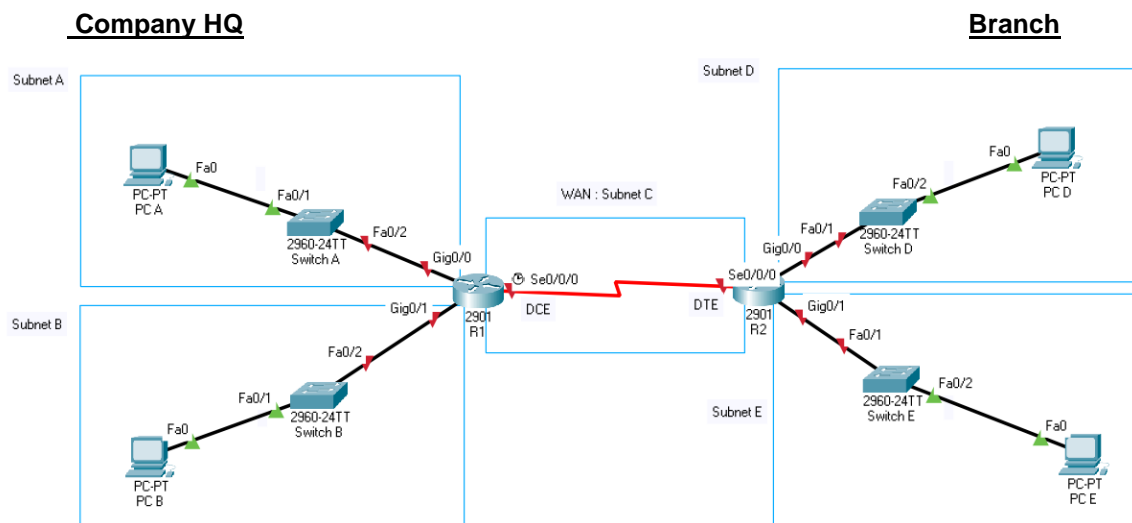 Company HQ
Branch
Subnet A
Fa0
PC-PT
PC A
Fa0/1
Fa0/2
2960-24TT
Switch A
Gig0/0
Subnet B
Gig0/1
Fa0/2
Fa0/1
2960-24TT
Switch B
Fa0
PC-PT
PC B
2901
R1
Se0/0/0
DCE
WAN : Subnet C
DTE
Se0/0/0
2901
R2
Subnet D
Gig0/0
Fa0/1
Fa0/2
2960-24TT
Switch D
Fa0
PC-PT
PC D
Subnet E
Gig0/1
Fa0/1
Fa0/2
2960-24TT
Switch E
Fa0
PC-PT
PC E